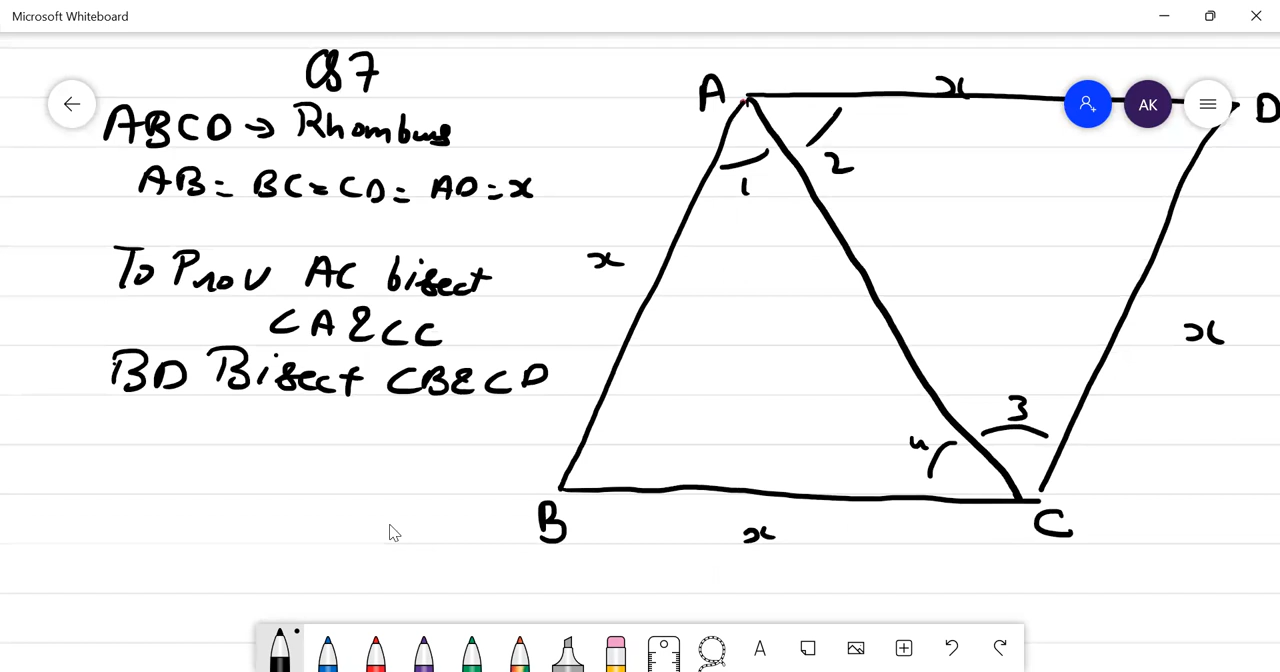 Microsoft Whiteboard
Q 7
ABCD → Rhombus
AB = BC = CD = AD = x
To Prov AC bisect
∠A & ∠C
BD Bisect ∠B & ∠D
A
x
AK
D
1
2
x
x
3
4
B
x
C
A